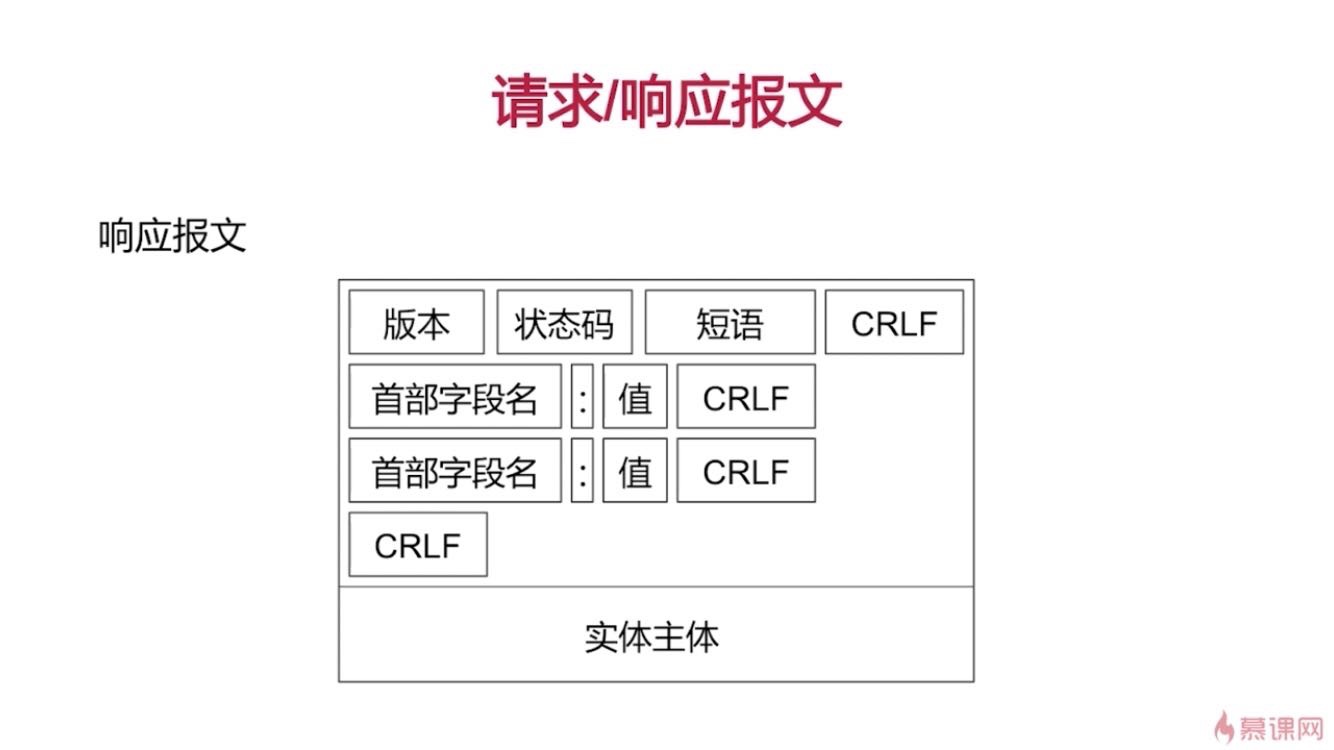 请求/响应报文
响应报文
版本 状态码 短语 CRLF
首部字段名 : 值 CRLF
首部字段名 : 值 CRLF
CRLF
实体主体
慕课网